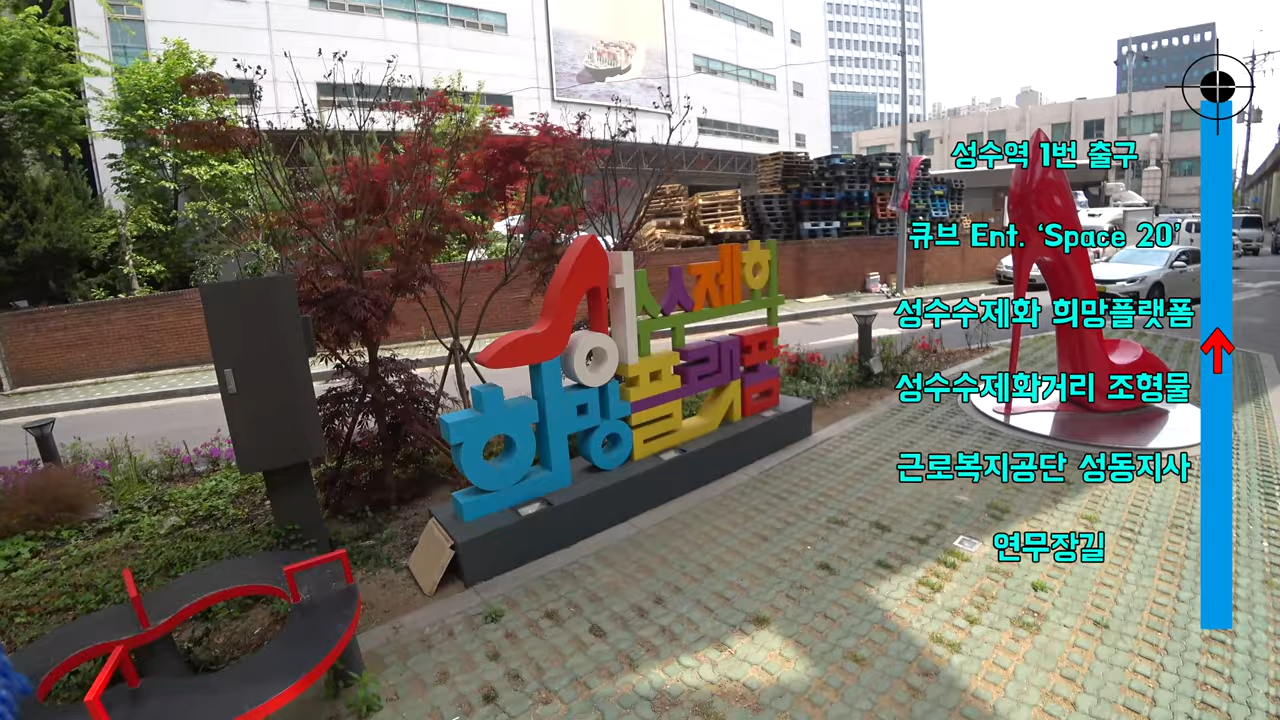 성수수제화
희망플랫폼
성수역 1번 출구
큐브 Ent. ‘Space 20’
성수수제화 희망플랫폼
성수수제화거리 조형물
근로복지공단 성동지사
연무장길